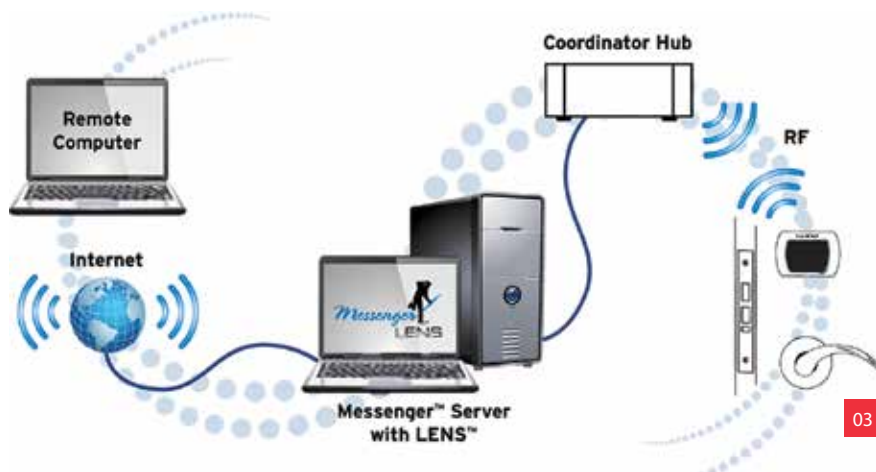 Coordinator Hub
Remote
Computer
RF
Internet
Messenger
LENS
Messenger™ Server
with LENS™
03